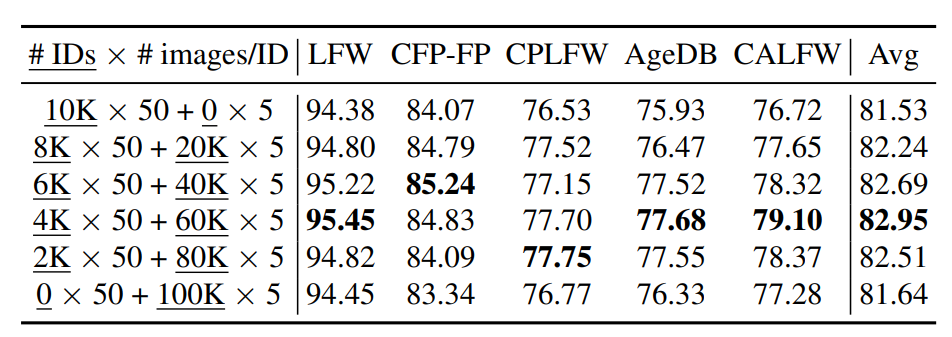 # IDs × # images/ID LFW CFP-FP CPLFW AgeDB CALFW Avg
10K × 50 + 0 × 5 94.38 84.07 76.53 75.93 76.72 81.53
8K × 50 + 20K × 5 94.80 84.79 77.52 76.47 77.65 82.24
6K × 50 + 40K × 5 95.22 85.24 77.15 77.52 78.32 82.69
4K × 50 + 60K × 5 95.45 84.83 77.70 77.68 79.10 82.95
2K × 50 + 80K × 5 94.82 84.09 77.75 77.55 78.37 82.51
0 × 50 + 100K × 5 94.45 83.34 76.77 76.33 77.28 81.64